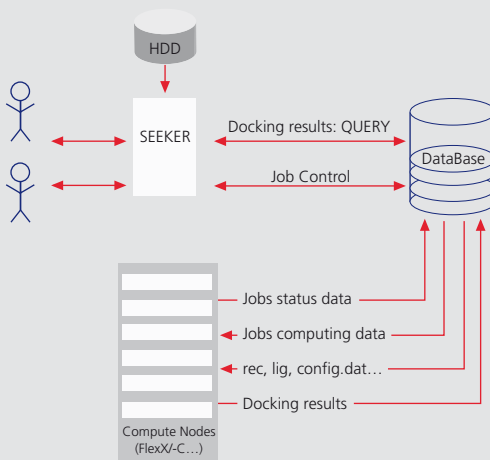 HDD
SEEKER
Docking results: QUERY
DataBase
Job Control
Jobs status data
Jobs computing data
rec, lig, config.dat…
Docking results
Compute Nodes
(FlexX/-C…)